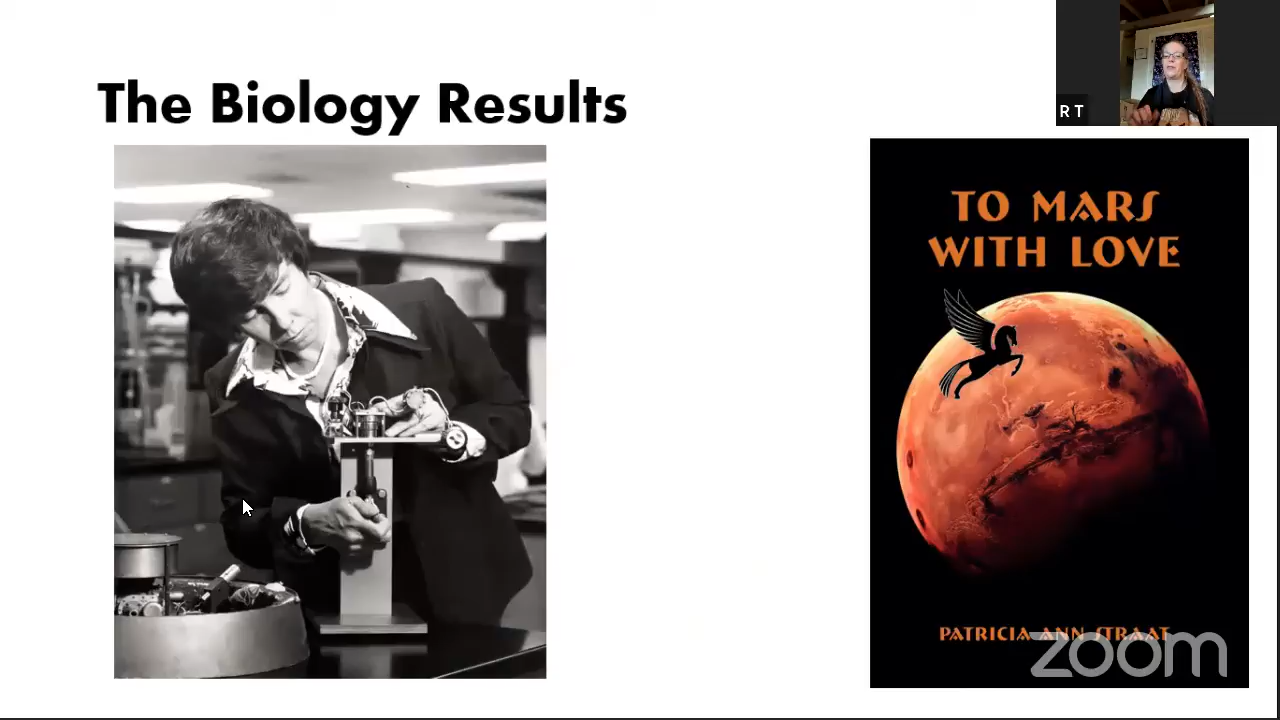 The Biology Results
R T
TO MARS
WITH LOVE
PATRICIA ANN STRAAT
zoom